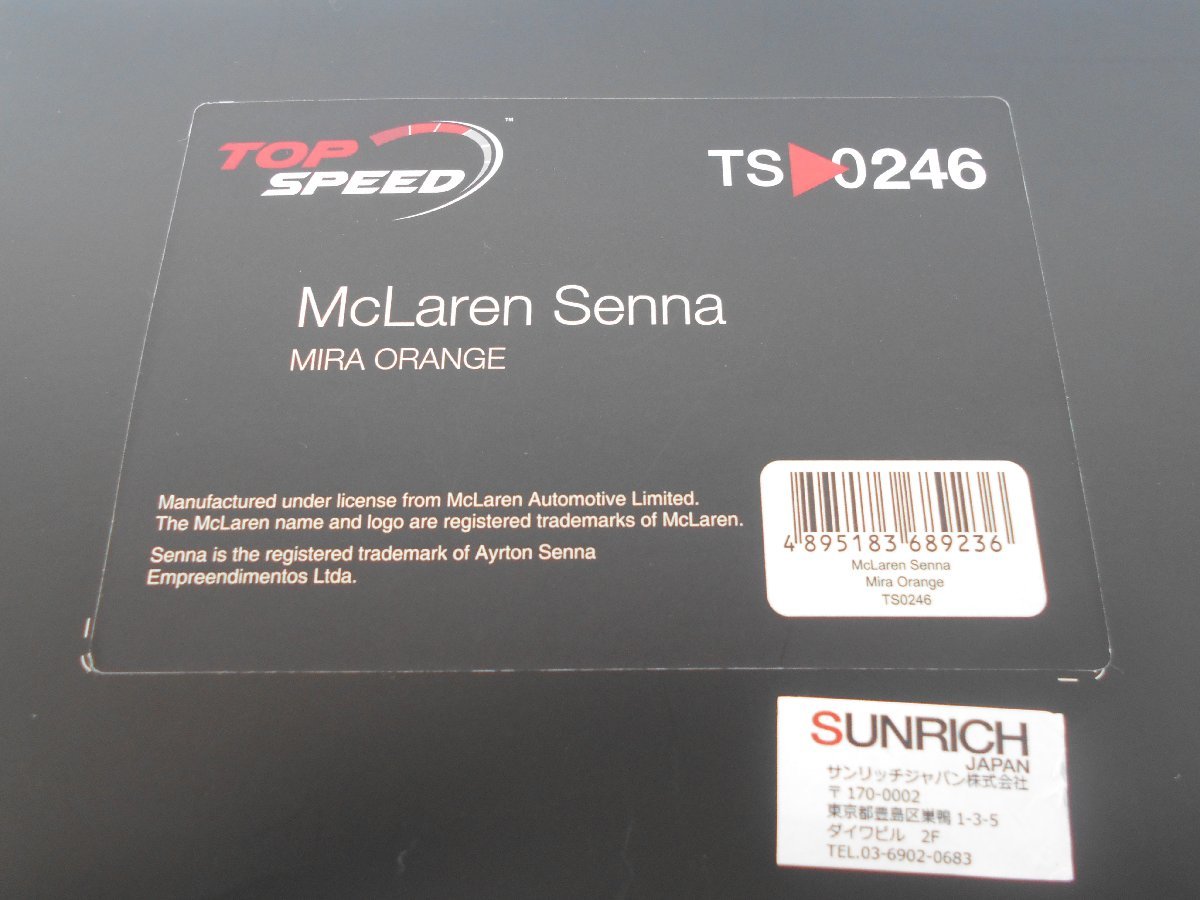 TOP SPEED™
TS 0246
McLaren Senna
MIRA ORANGE
Manufactured under license from McLaren Automotive Limited.
The McLaren name and logo are registered trademarks of McLaren.
Senna is the registered trademark of Ayrton Senna
Empreendimentos Ltda.
4 895183 689236
McLaren Senna
Mira Orange
TS0246
SUNRICH
JAPAN
サンリッチジャパン株式会社
〒 170-0002
東京都豊島区巣鴨 1-3-5
ダイワビル 2F
TEL.03-6902-0683